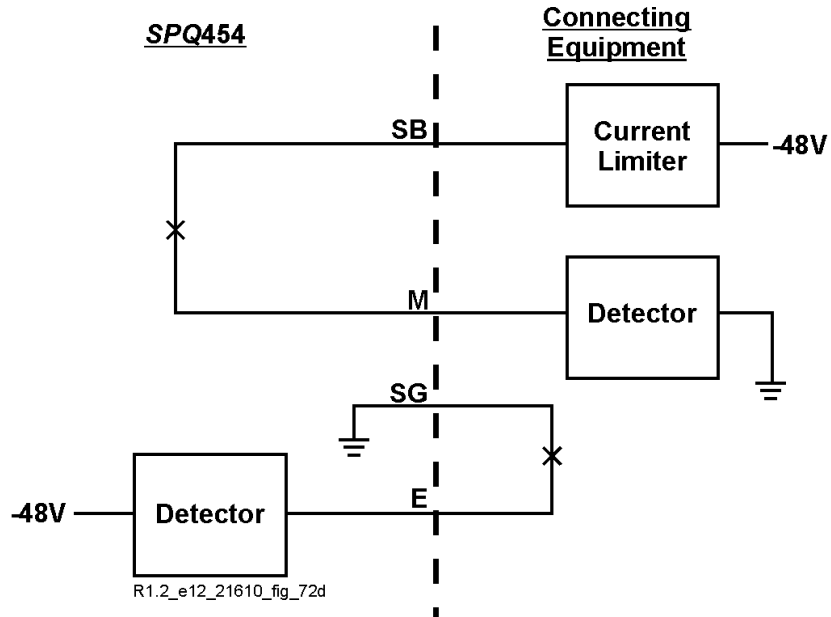 SPQ454
Connecting
Equipment
SB
Current
Limiter
-48V
M
Detector
SG
E
-48V
Detector
R1.2_e12_21610_fig_72d